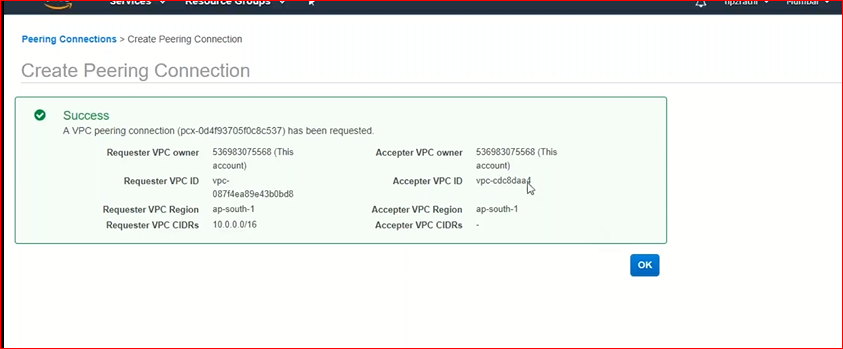 Services Resource Groups Mumbai
Peering Connections > Create Peering Connection
Create Peering Connection
Success
A VPC peering connection (pcx-0d4f93705f0c8c537) has been requested.
Requester VPC owner 536983075568 (This account) Accepter VPC owner 536983075568 (This account)
Requester VPC ID vpc-087f4ea89e43b0bd8 Accepter VPC ID vpc-cdc8daa4
Requester VPC Region ap-south-1 Accepter VPC Region ap-south-1
Requester VPC CIDRs 10.0.0.0/16 Accepter VPC CIDRs -
OK